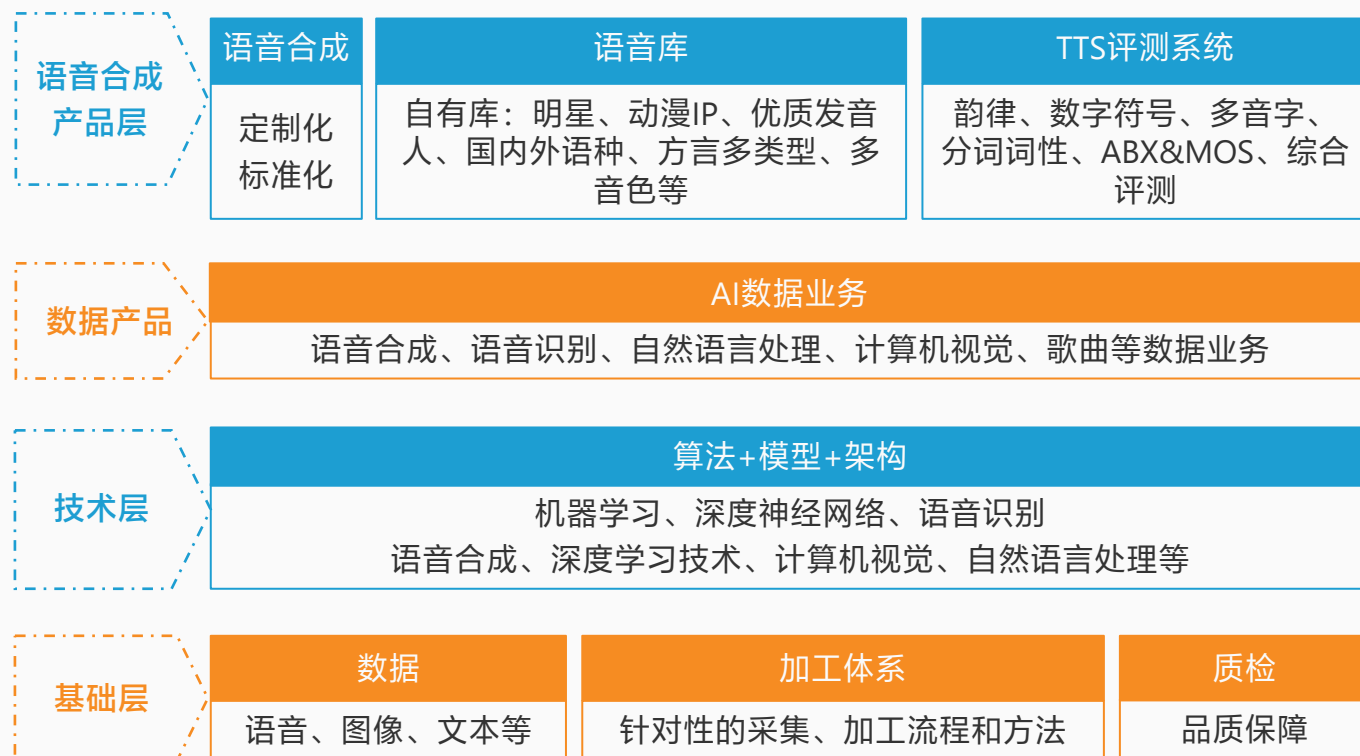 语音合成
产品层
语音合成
定制化
标准化
语音库
自有库：明星、动漫IP、优质发音
人、国内外语种、方言多类型、多
音色等
TTS评测系统
韵律、数字符号、多音字、
分词词性、ABX&MOS、综合
评测
数据产品
AI数据业务
语音合成、语音识别、自然语言处理、计算机视觉、歌曲等数据业务
技术层
算法+模型+架构
机器学习、深度神经网络、语音识别
语音合成、深度学习技术、计算机视觉、自然语言处理等
基础层
数据
语音、图像、文本等
加工体系
针对性的采集、加工流程和方法
质检
品质保障